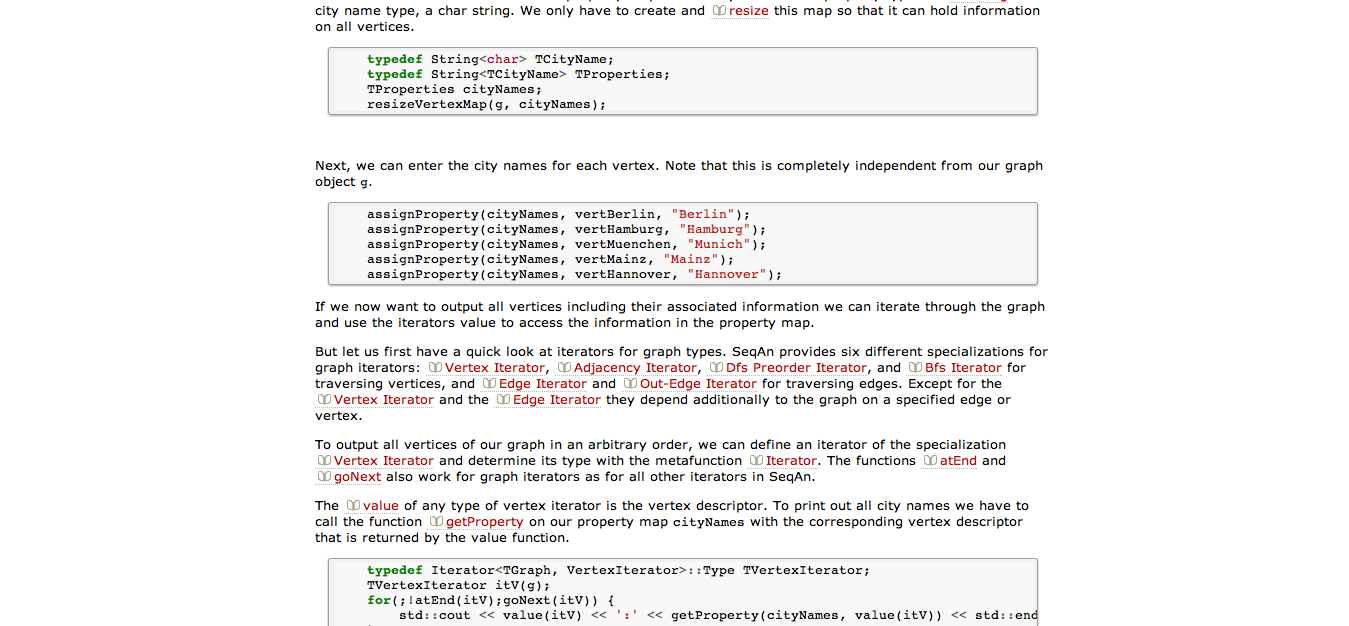 city name type, a char string. We only have to create and resize this map so that it can hold information
on all vertices.
typedef String<char> TCityName;
typedef String<TCityName> TProperties;
TProperties cityNames;
resizeVertexMap(g, cityNames);
Next, we can enter the city names for each vertex. Note that this is completely independent from our graph
object g.
assignProperty(cityNames, vertBerlin, "Berlin");
assignProperty(cityNames, vertHamburg, "Hamburg");
assignProperty(cityNames, vertMuenchen, "Munich");
assignProperty(cityNames, vertMainz, "Mainz");
assignProperty(cityNames, vertHannover, "Hannover");
If we now want to output all vertices including their associated information we can iterate through the graph
and use the iterators value to access the information in the property map.
But let us first have a quick look at iterators for graph types. SeqAn provides six different specializations for
graph iterators: Vertex Iterator, Adjacency Iterator, Dfs Preorder Iterator, and Bfs Iterator for
traversing vertices, and Edge Iterator and Out-Edge Iterator for traversing edges. Except for the
Vertex Iterator and the Edge Iterator they depend additionally to the graph on a specified edge or
vertex.
To output all vertices of our graph in an arbitrary order, we can define an iterator of the specialization
Vertex Iterator and determine its type with the metafunction Iterator. The functions atEnd and
goNext also work for graph iterators as for all other iterators in SeqAn.
The value of any type of vertex iterator is the vertex descriptor. To print out all city names we have to
call the function getProperty on our property map cityNames with the corresponding vertex descriptor
that is returned by the value function.
typedef Iterator<TGraph, VertexIterator>::Type TVertexIterator;
TVertexIterator itV(g);
for(;!atEnd(itV);goNext(itV)) {
std::cout << value(itV) << ':' << getProperty(cityNames, value(itV)) << std::end